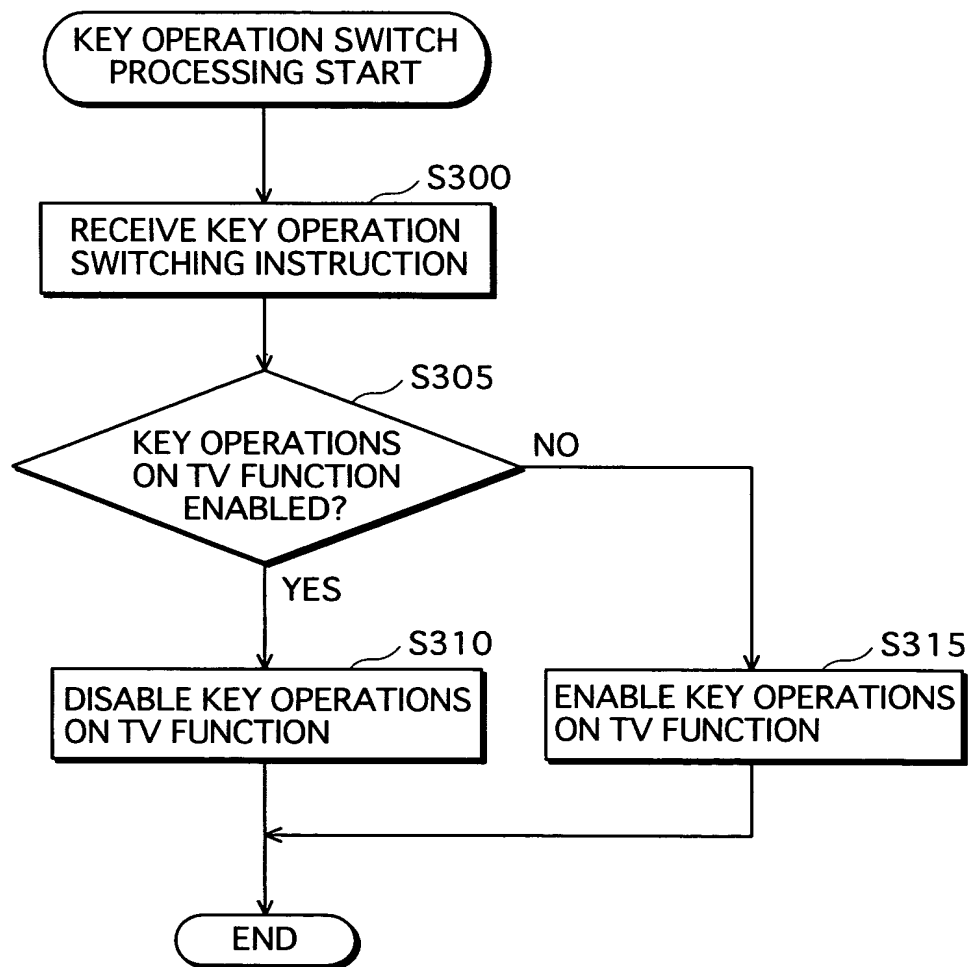 KEY OPERATION SWITCH
PROCESSING START
S300
RECEIVE KEY OPERATION
SWITCHING INSTRUCTION
S305
KEY OPERATIONS
ON TV FUNCTION
ENABLED?
NO
YES
S310
DISABLE KEY OPERATIONS
ON TV FUNCTION
S315
ENABLE KEY OPERATIONS
ON TV FUNCTION
END